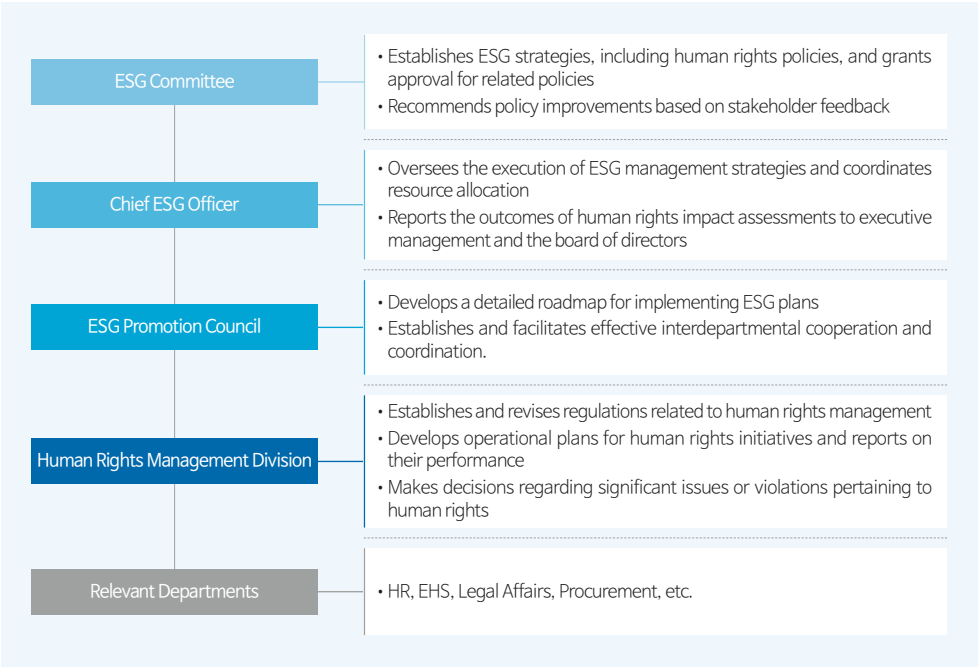 ESG Committee
• Establishes ESG strategies, including human rights policies, and grants
approval for related policies
• Recommends policy improvements based on stakeholder feedback
Chief ESG Officer
• Oversees the execution of ESG management strategies and coordinates
resource allocation
• Reports the outcomes of human rights impact assessments to executive
management and the board of directors
ESG Promotion Council
• Develops a detailed roadmap for implementing ESG plans
• Establishes and facilitates effective interdepartmental cooperation and
coordination.
Human Rights Management Division
• Establishes and revises regulations related to human rights management
• Develops operational plans for human rights initiatives and reports on
their performance
• Makes decisions regarding significant issues or violations pertaining to
human rights
Relevant Departments
• HR, EHS, Legal Affairs, Procurement, etc.